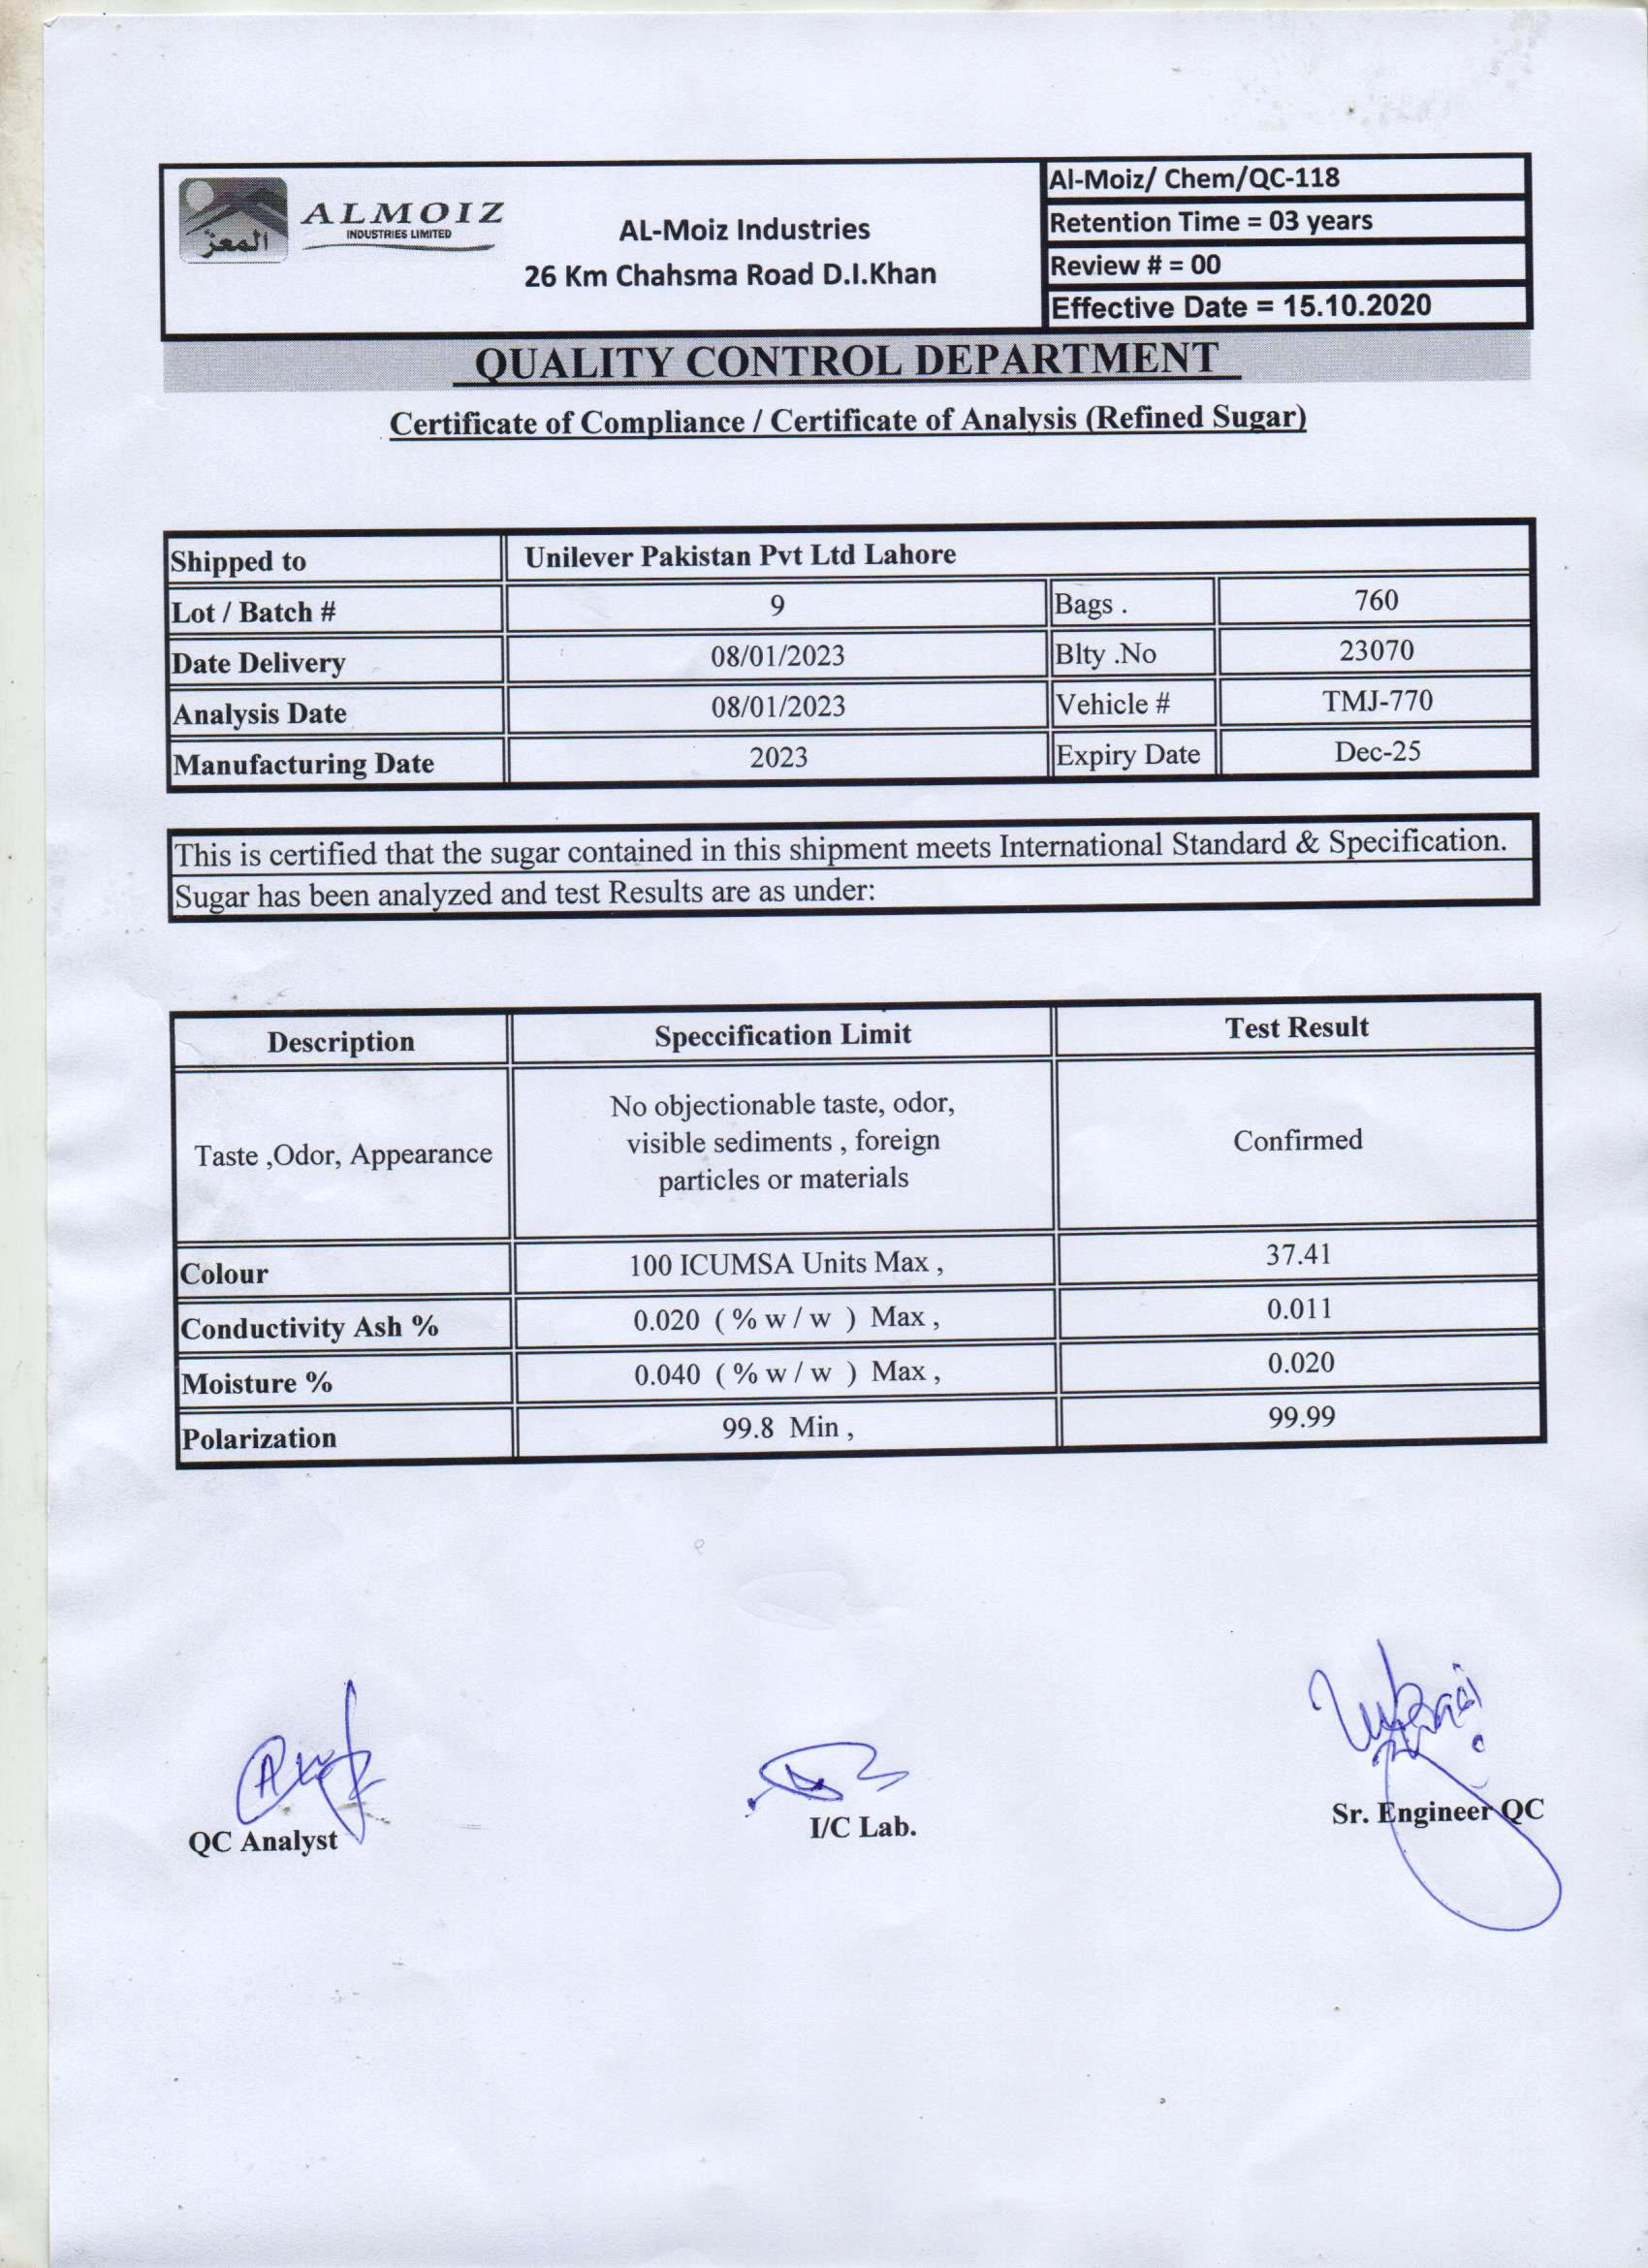 ALMOIZ
INDUSTRIES LIMITED
المعز
AL-Moiz Industries
26 Km Chahsma Road D.I.Khan
Al-Moiz/ Chem/QC-118
Retention Time = 03 years
Review # = 00
Effective Date = 15.10.2020
QUALITY CONTROL DEPARTMENT
Certificate of Compliance / Certificate of Analysis (Refined Sugar)
Shipped to Unilever Pakistan Pvt Ltd Lahore
Lot / Batch # 9 Bags . 760
Date Delivery 08/01/2023 Blty .No 23070
Analysis Date 08/01/2023 Vehicle # TMJ-770
Manufacturing Date 2023 Expiry Date Dec-25
This is certified that the sugar contained in this shipment meets International Standard & Specification.
Sugar has been analyzed and test Results are as under:
Description Speccification Limit Test Result
Taste ,Odor, Appearance
No objectionable taste, odor,
visible sediments , foreign
particles or materials
Confirmed
Colour 100 ICUMSA Units Max , 37.41
Conductivity Ash % 0.020 ( % w / w ) Max , 0.011
Moisture % 0.040 ( % w / w ) Max , 0.020
Polarization 99.8 Min , 99.99
QC Analyst
I/C Lab.
Sr. Engineer QC